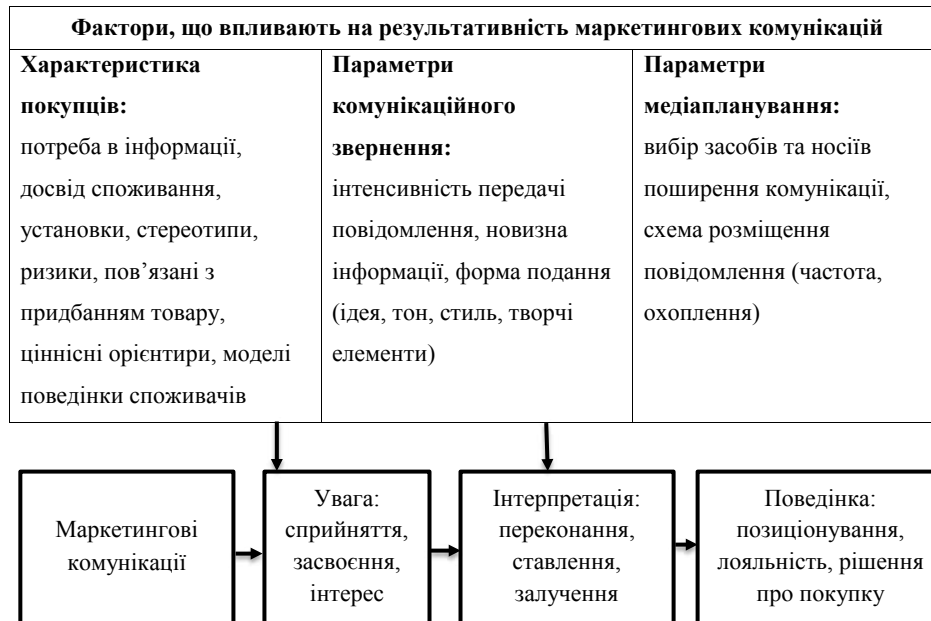 Фактори, що впливають на результативність маркетингових комунікацій
Характеристика
покупців:
потреба в інформації,
досвід споживання,
установки, стереотипи,
ризики, пов’язані з
придбанням товару,
ціннісні орієнтири, моделі
поведінки споживачів
Параметри
комунікаційного
звернення:
інтенсивність передачі
повідомлення, новизна
інформації, форма подання
(ідея, тон, стиль, творчі
елементи)
Параметри
медіапланування:
вибір засобів та носіїв
поширення комунікації,
схема розміщення
повідомлення (частота,
охоплення)
Маркетингові
комунікації
Увага:
сприйняття,
засвоєння,
інтерес
Інтерпретація:
переконання,
ставлення,
залучення
Поведінка:
позиціонування,
лояльність, рішення
про покупку